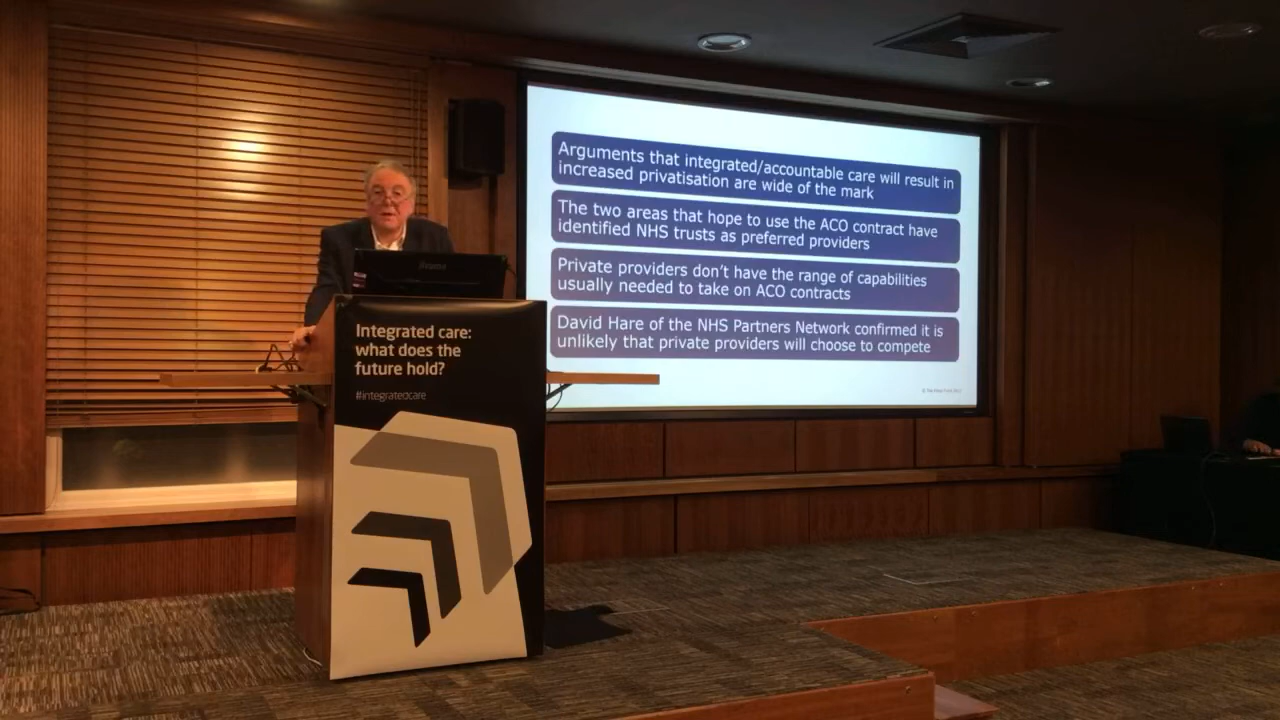 Arguments that integrated/accountable care will result in
increased privatisation are wide of the mark
The two areas that hope to use the ACO contract have
identified NHS trusts as preferred providers
Private providers don't have the range of capabilities
usually needed to take on ACO contracts
David Hare of the NHS Partners Network confirmed it is
unlikely that private providers will choose to compete
Integrated care:
what does the
future hold?
#integratedcare